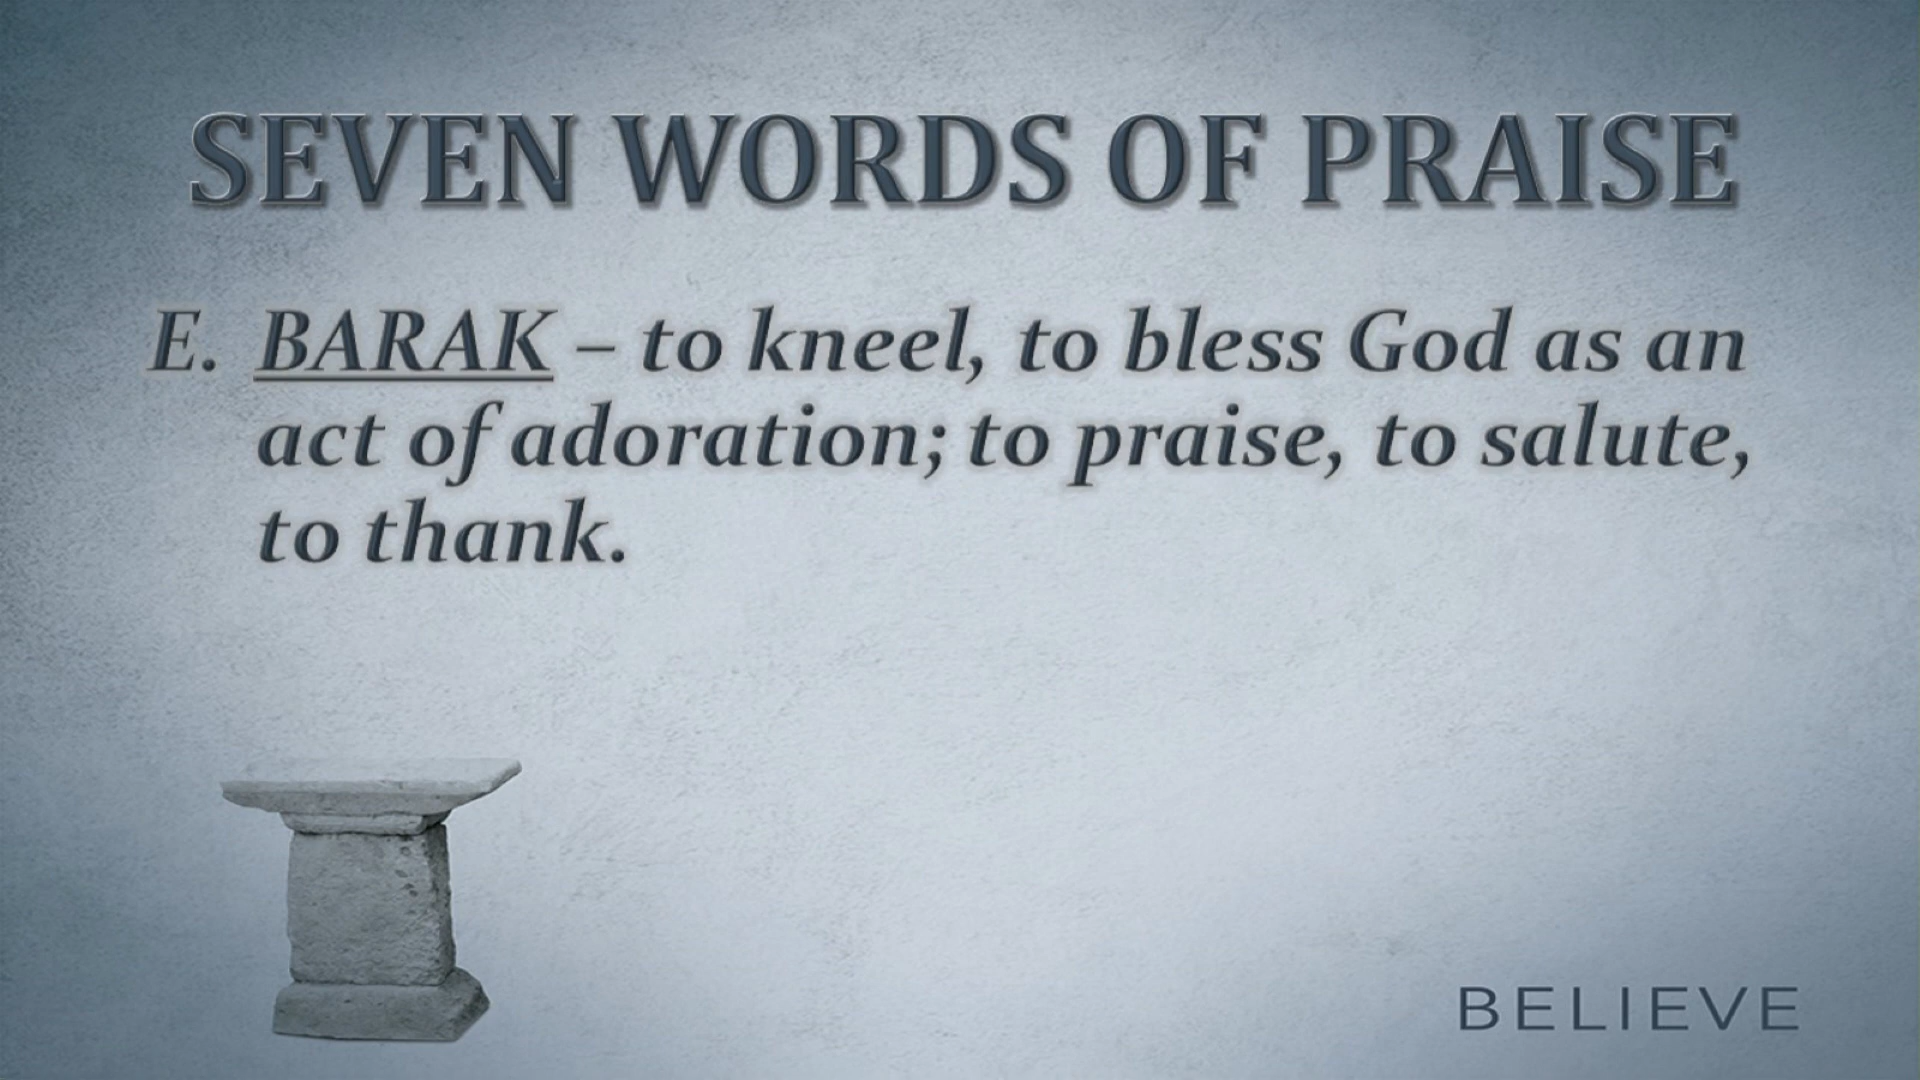 SEVEN WORDS OF PRAISE
E. BARAK – to kneel, to bless God as an
act of adoration; to praise, to salute,
to thank.
BELIEVE